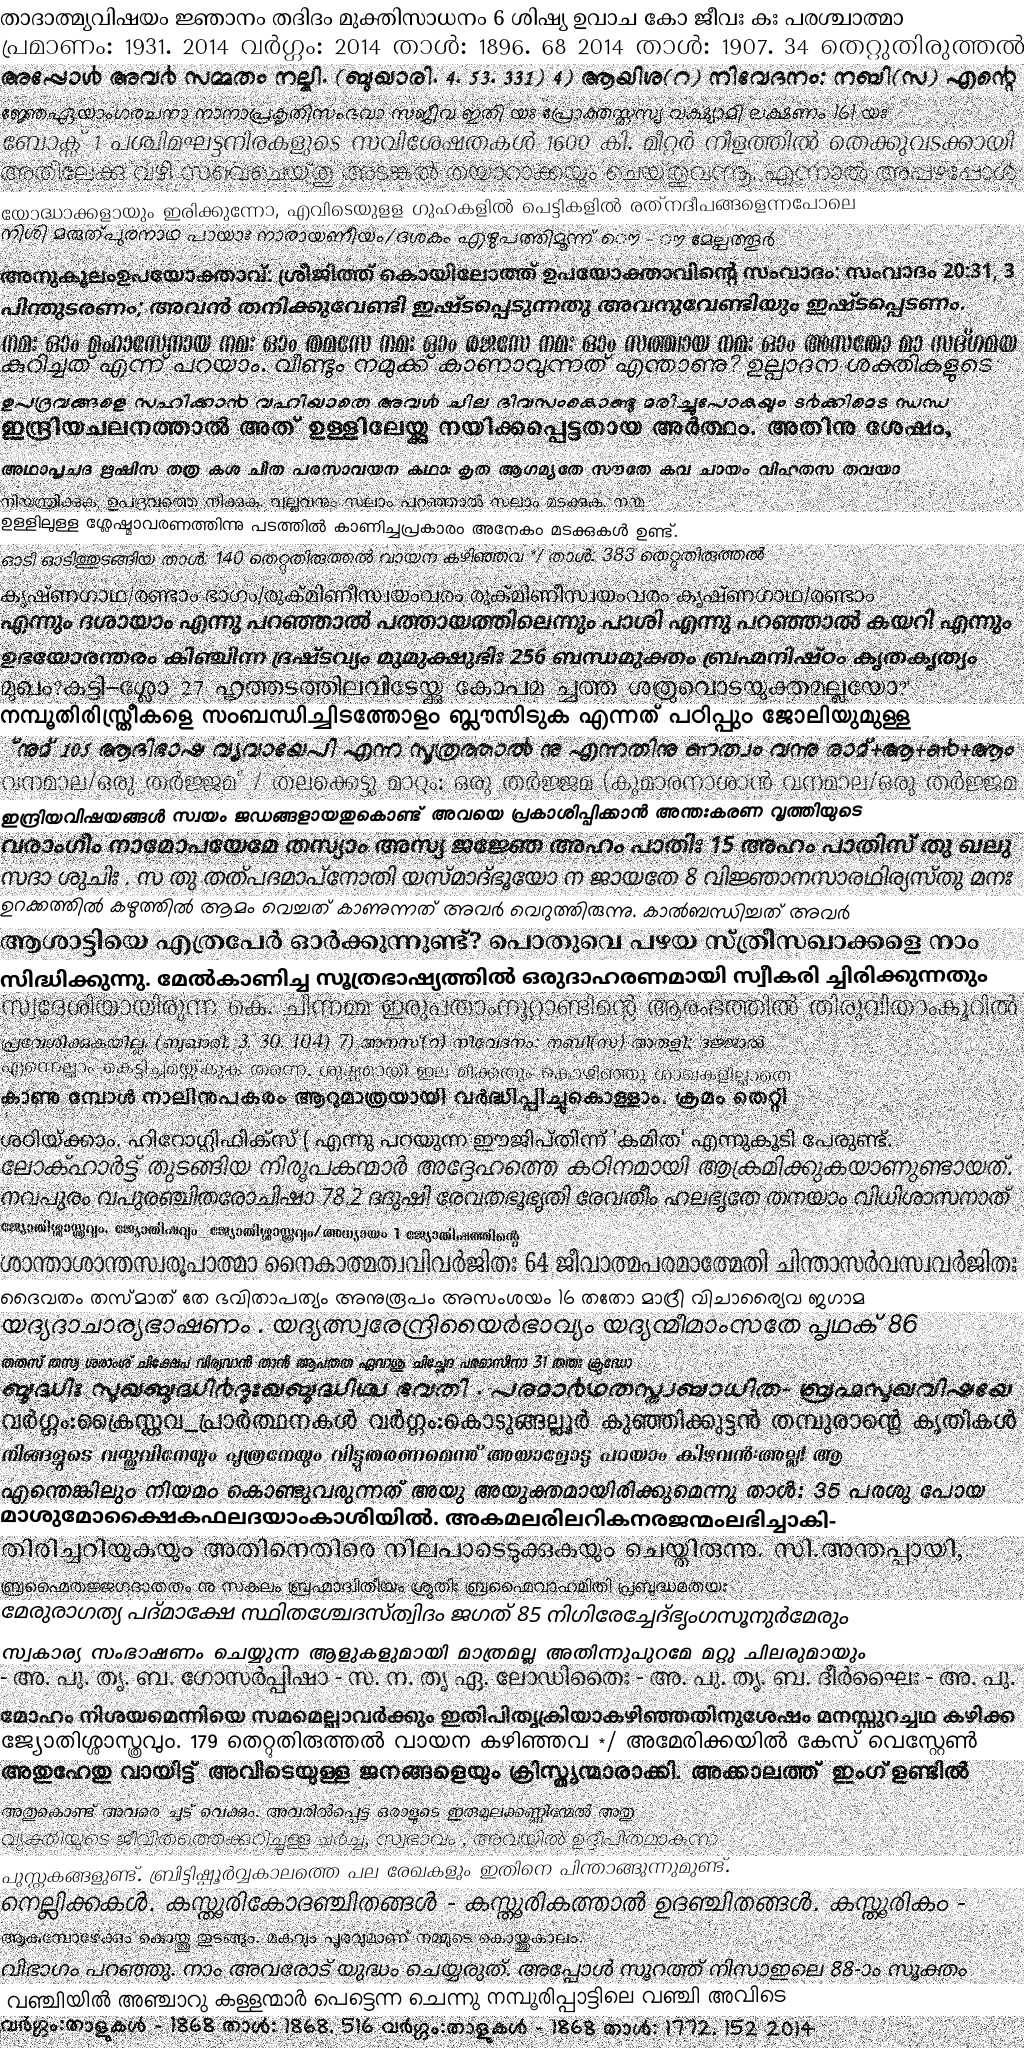 താദാത്മ്യവിഷയം ജ്ഞാനം തദിദം മുക്തിസാധനം 6 ശിഷ്യ ഉവാച കോ ജീവഃ കഃ പരശ്ചാത്മാ
പ്രമാണം: 1931. 2014 വർഗ്ഗം: 2014 താൾ: 1896. 68 2014 താൾ: 1907. 34 തെറ്റുതിരുത്തൽ
അപ്പോൾ അവർ സമ്മതം നല്കി. (ബുഖാരി. 4. 53. 331) 4) ആയിശ(റ) നിവേദനം: നബി(സ) എന്റെ
ഇതി യഃ പ്രോക്തസ്തസ്യ വക്ഷ്യാമി ലക്ഷണം 161 യഃ
ബോക്സ് 1 പശ്ചിമഘട്ടനിരകളുടെ സവിശേഷതകൾ 1600 കി. മീറ്റർ നീളത്തിൽ തെക്കുവടക്കായി
അതിലേക്കു വഴി സംഭാവചെയ്തു അടങ്കൽ തയാറാക്കുകയും ചെയ്തുവന്നു. എന്നാൽ അപ്പഴപ്പോൾ
യോദ്ധാക്കളായും ഇരിക്കുന്നോ, എവിടെയുളള ഗുഹകളിൽ പെട്ടികളിൽ രത്‌നദീപങ്ങളെന്നപോലെ
നിശി മരുത്പുരനാഥ പായാഃ നാരായണീയം/ദശകം എഴുപത്തിമൂന്ന് ൌ - ൗ മേല്പത്തൂർ
അനുകൂലംഉപയോക്താവ്: ശ്രീജിത്ത് കൊയിലോത്ത് ഉപയോക്താവിന്റെ സംവാദം: സംവാദം 20:31, 3
പിന്തുടരണം; അവൻ തനിക്കുവേണ്ടി ഇഷ്ടപ്പെടുന്നതു അവനുവേണ്ടിയും ഇഷ്ടപ്പെടണം.
നമഃ ഓം മഹാസേനായ നമഃ ഓം തമസേ നമഃ ഓം രജസേ നമഃ ഓം സത്ത്വായ നമഃ ഓം അസതോ മാ സദ്ഗമയ
കുറിച്ചത് എന്ന് പറയാം. വീണ്ടും നമുക്ക് കാണാവുന്നത് എന്താണു? ഉല്പാദന ശക്തികളുടെ
ഉപദ്രവങ്ങളെ സഹിക്കാൻ വഹിയാതെ അവൾ ചില ദിവസംകൊണ്ടു മരിച്ചുപോകയും ടർക്കിമെട ന്ധന്ധ
ഇന്ദ്രിയചലനത്താൽ അത് ഉള്ളിലേയ്ക്കു നയിക്കപ്പെട്ടതായ അർത്ഥം. അതിനു ശേഷം,
അഥാപൃച്ഛദ ഋഷിസ തത്ര കശ ചിത പരസാവയന കഥാഃ കൃത ആഗമ്യതേ സൗതേ കവ ചായം വിഹൃതസ തവയാ
നിയന്ത്രിക്കുക, ഉപദ്രവത്തെ നീക്കുക. വല്ലവനും സലാം പറഞ്ഞാൽ സലാം മടക്കുക. നന്മ
ഉള്ളിലുള്ള ശ്ലേഷ്മാവരണത്തിന്നു പടത്തിൽ കാണിച്ചപ്രകാരം അനേകം മടക്കുകൾ ഉണ്ട്.
ഓടീ ഓടിത്തുടങ്ങിയ താൾ. 140 തെറ്റുതിരുത്തൽ വായന കഴിഞ്ഞവ */ താൾ: 383 തെറ്റുതിരുത്തൽ
കൃഷ്ണഗാഥ/രണ്ടാം ഭാഗം/രുക്മിണീസ്വയംവരം രുക്മിണീസ്വയംവരം കൃഷ്ണഗാഥ/രണ്ടാം
എന്നും ദശായാം എന്നു പറഞ്ഞാൽ പത്തായത്തിലെന്നും പാശി എന്നു പറഞ്ഞാൽ കയറി എന്നും
ഉഭയോരന്തരം കിഞ്ചിന്ന ദ്രഷ്ടവ്യം മുമുക്ഷുഭിഃ 256 ബന്ധമുക്തം ബ്രഹ്മനിഷ്ഠം കൃതകൃത്യം
മുഖം?കട്ടി-ശ്ലോ 27 ഹൃത്തടത്തിലവിടേയ്ക്കു കോപമ ച്ചുത്ത ശത്രുവൊടയുക്തമല്ലയോ?'
നമ്പൂതിരിസ്ത്രീകളെ സംബന്ധിച്ചിടത്തോളം ബ്ലൗസിടുക എന്നത് പഠിപ്പും ജോലിയുമുള്ള
105 ആദിഭാഷ വൃവായേപി എന്ന സൂത്രത്താൽ നു എന്നതിനു ണത്വം വന്നു രാമ്+ആ+ണ്+ആം
വനമാല/ഒരു തർജ്ജമ' / തലക്കെട്ടു മാറ്റം: ഒരു തർജ്ജമ (കുമാരനാശാൻ വനമാല/ഒരു തർജ്ജമ
ഇന്ദ്രിയവിഷയങ്ങൾ സ്വയം ജഡങ്ങളായതുകൊണ്ട് അവയെ പ്രകാശിപ്പിക്കാൻ അന്തഃകരണ വൃത്തിയുടെ
വരാംഗീം നാമോപയേമേ തസ്യാം അസ്യ ജജ്ഞേ അഹം പാതിഃ 15 അഹം പാതിസ് തു ഖലു
സദാ ശുചിഃ . സ തു തത്പദമാപ്നോതി യസ്മാദ്ഭൂയോ ന ജായതേ 8 വിജ്ഞാനസാരഥിര്യസ്തു മനഃ
ഉറക്കത്തിൽ കഴുത്തിൽ ആമം വെച്ചത് കാണുന്നത് അവർ വെറുത്തിരുന്നു. കാൽബന്ധിച്ചത് അവർ
ആശാട്ടിയെ എത്രപേർ ഓർക്കുന്നുണ്ട്? പൊതുവെ പഴയ സ്ത്രീസഖാക്കളെ നാം
സിദ്ധിക്കുന്നു. മേൽകാണിച്ച സൂത്രഭാഷ്യത്തിൽ ഒരുദാഹരണമായി സ്വീകരി ച്ചിരിക്കുന്നതും
സ്വദേശിയായിരുന്ന കെ. ചിന്നമ്മ ഇരുപതാംനൂറ്റാണ്ടിന്റെ ആരംഭത്തിൽ തിരുവിതാംകൂറിൽ
പ്രവേശിക്കുകയില്ല. (ബുഖാരി. 3. 30. 104) 7) അനസ്(റ) നിവേദനം: നബി(സ) അരുളി: ദജ്ജാൽ
എന്നെല്ലാം കെട്ടിച്ചമയ്ക്കുക തന്നെ. ശുഷ്കമായി ഇല മിക്കതും കൊഴിഞ്ഞു ശാഖകളില്ലാതെ
കാണു മ്പോൾ നാലിനുപകരം ആറുമാത്രയായി വർദ്ധിപ്പിച്ചുകൊള്ളാം. ക്രമം തെറ്റി
ശഠിയ്ക്കാം. ഹിറോഗ്ലിഫിക്സ് ( എന്നു പറയുന്ന ഈജിപ്തിന്ന് 'കമിത' എന്നുകൂടി പേരുണ്ട്.
ലോക്ഹാർട്ട് തുടങ്ങിയ നിരൂപകന്മാർ അദ്ദേഹത്തെ കഠിനമായി ആക്രമിക്കുകയാണുണ്ടായത്.
നവപുരം വപുരഞ്ചിതരോചിഷാ 78.2 ദദുഷി രേവതഭൂഭൃതി രേവതീം ഹലഭൃതേ തനയാം വിധിശാസനാത്
ജ്യോതിശ്ശാസ്ത്രവും. ജ്യോതിഷവും_ജ്യോതിശ്ശാസ്ത്രവും/അധ്യായം 1 ജ്യോതിഷത്തിന്റെ
ശാന്താശാന്തസ്വരൂപാത്മാ നൈകാത്മത്വവിവർജിതഃ 64 ജീവാത്മപരമാത്മേതി ചിന്താസർവസ്വവർജിതഃ
ദൈവതം തസ്മാത് തേ ഭവിതാപത്യം അനുരൂപം അസംശയം 16 തതോ മാദ്രീ വിചാര്യൈവ ജഗാമ
യദ്യദാചാര്യഭാഷണം . യദ്യത്സ്വരേന്ദ്രിയൈർഭാവ്യം യദ്യന്മീമാംസതേ പൃഥക് 86
തതസ് തസ്യ ശരാംശ് ചിക്ഷേപ വീര്യവാൻ താൻ ആപതത ഏവാശു ചിച്ഛേദ പരമാസിനാ 31 തതഃ ക്രുദ്ധോ
ബുദ്ധിഃ സുഖബുദ്ധിർദുഃഖബുദ്ധിശ്ച ഭവതി . പരമാർഥതസ്ത്വബാധിത- ബ്രഹ്മസുഖവിഷയേ
വർഗ്ഗം:ക്രൈസ്തവ_പ്രാർത്ഥനകൾ വർഗ്ഗം:കൊടുങ്ങല്ലൂർ കുഞ്ഞിക്കുട്ടൻ തമ്പുരാന്റെ കൃതികൾ
നിങ്ങളുടെ വസ്തുവിനേയും പുത്രനേയും വിട്ടുതരണമെന്ന് അയാളോടു പറയാം കിഴവൻ:അല്ല! ആ
എന്തെങ്കിലും നിയമം കൊണ്ടുവരുന്നത് അയു അയുക്തമായിരിക്കുമെന്നു താൾ: 35 പരശു പോയ
മാശുമോക്ഷൈകഫലദയാംകാശിയിൽ. അകമലരിലറികനരജന്മംലഭിച്ചാകി-
തിരിച്ചറിയുകയും അതിനെതിരെ നിലപാടെടുക്കുകയും ചെയ്തിരുന്നു. സി.അന്തപ്പായി,
ബ്രഹ്മൈതജ്ജഗദാതതം നു സകലം ബ്രഹ്മാദ്വിതീയം ശ്രുതിഃ ബ്രഹ്മൈവാഹമിതി പ്രബുദ്ധമതയഃ
മേരുരാഗത്യ പദ്മാക്ഷേ സ്ഥിതശ്ചേദസ്ത്വിദം ജഗത് 85 നിഗിരേച്ചേദ്ഭൃംഗസൂനുർമേരും
സ്വകാര്യ സംഭാഷണം ചെയ്യുന്ന ആളുകളുമായി മാത്രമല്ല അതിന്നുപുറമേ മറ്റു ചിലരുമായും
- അ. പു. തൃ. ബ. ഗോസർപ്പിഷാ - സ. ന. തൃ ഏ. ലോഡിതൈഃ - അ. പു. തൃ. ബ. ദീർഘൈഃ - അ. പു.
മോഹം നിശയമെന്നിയെ സമമെല്ലാവർക്കും ഇതിപിതൃക്രിയാകഴിഞ്ഞതിനുശേഷം മനസ്സുറച്ചഥ കഴിക്ക
ജ്യോതിശ്ശാസ്ത്രവും. 179 തെറ്റുതിരുത്തൽ വായന കഴിഞ്ഞവ */ അമേരിക്കയിൽ കേസ് വെസ്റ്റേൺ
അതുഹേതു വായിട്ട് അവിടെയുള്ള ജനങ്ങളെയും ക്രിസ്ത്യന്മാരാക്കി. അക്കാലത്ത് ഇംഗ്ളണ്ടിൽ
അതുകൊണ്ട് അവരെ ചുട് വെക്കും. അവരിൽപ്പെട്ട ഒരാളുടെ ഇരുമുലക്കണ്ണിന്മേൽ അതു
വ്യക്തിയുടെ ജീവിതത്തെക്കുറിച്ചുള്ള ചർച്ച, സ്വഭാവം , അവയിൽ ഉദ്ദീപിതമാകുന്നാ
പുസ്തകങ്ങളുണ്ട്. ബ്രിട്ടിഷുപൂർവ്വകാലത്തെ പല രേഖകളും ഇതിനെ പിന്താങ്ങുന്നുമുണ്ട്.
നെല്ലിക്കകൾ. കസ്തൂരികോദഞ്ചിതങ്ങൾ - കസ്തൂരികത്താൽ ഉദഞ്ചിതങ്ങൾ. കസ്തൂരികം -
ആകുമ്പോഴേക്കും കൊയ്ത്തു തുടങ്ങും. മകവും പൂരവുമാണ് നമ്മുടെ കൊയ്ത്തുകാലം.
വിഭാഗം പറഞ്ഞു. നാം അവരോട് യുദ്ധം ചെയ്യരുത്. അപ്പോൾ സൂറത്ത് നിസാഇലെ 88-ാം സൂക്തം
വഞ്ചിയിൽ അഞ്ചാറു കള്ളന്മാർ പെട്ടെന്ന ചെന്നു നമ്പൂരിപ്പാട്ടിലെ വഞ്ചി അവിടെ
വർഗ്ഗം:താളുകൾ - 1868 താൾ: 1868. 516 വർഗ്ഗം:താളുകൾ - 1868 താൾ: 1772. 152 2014